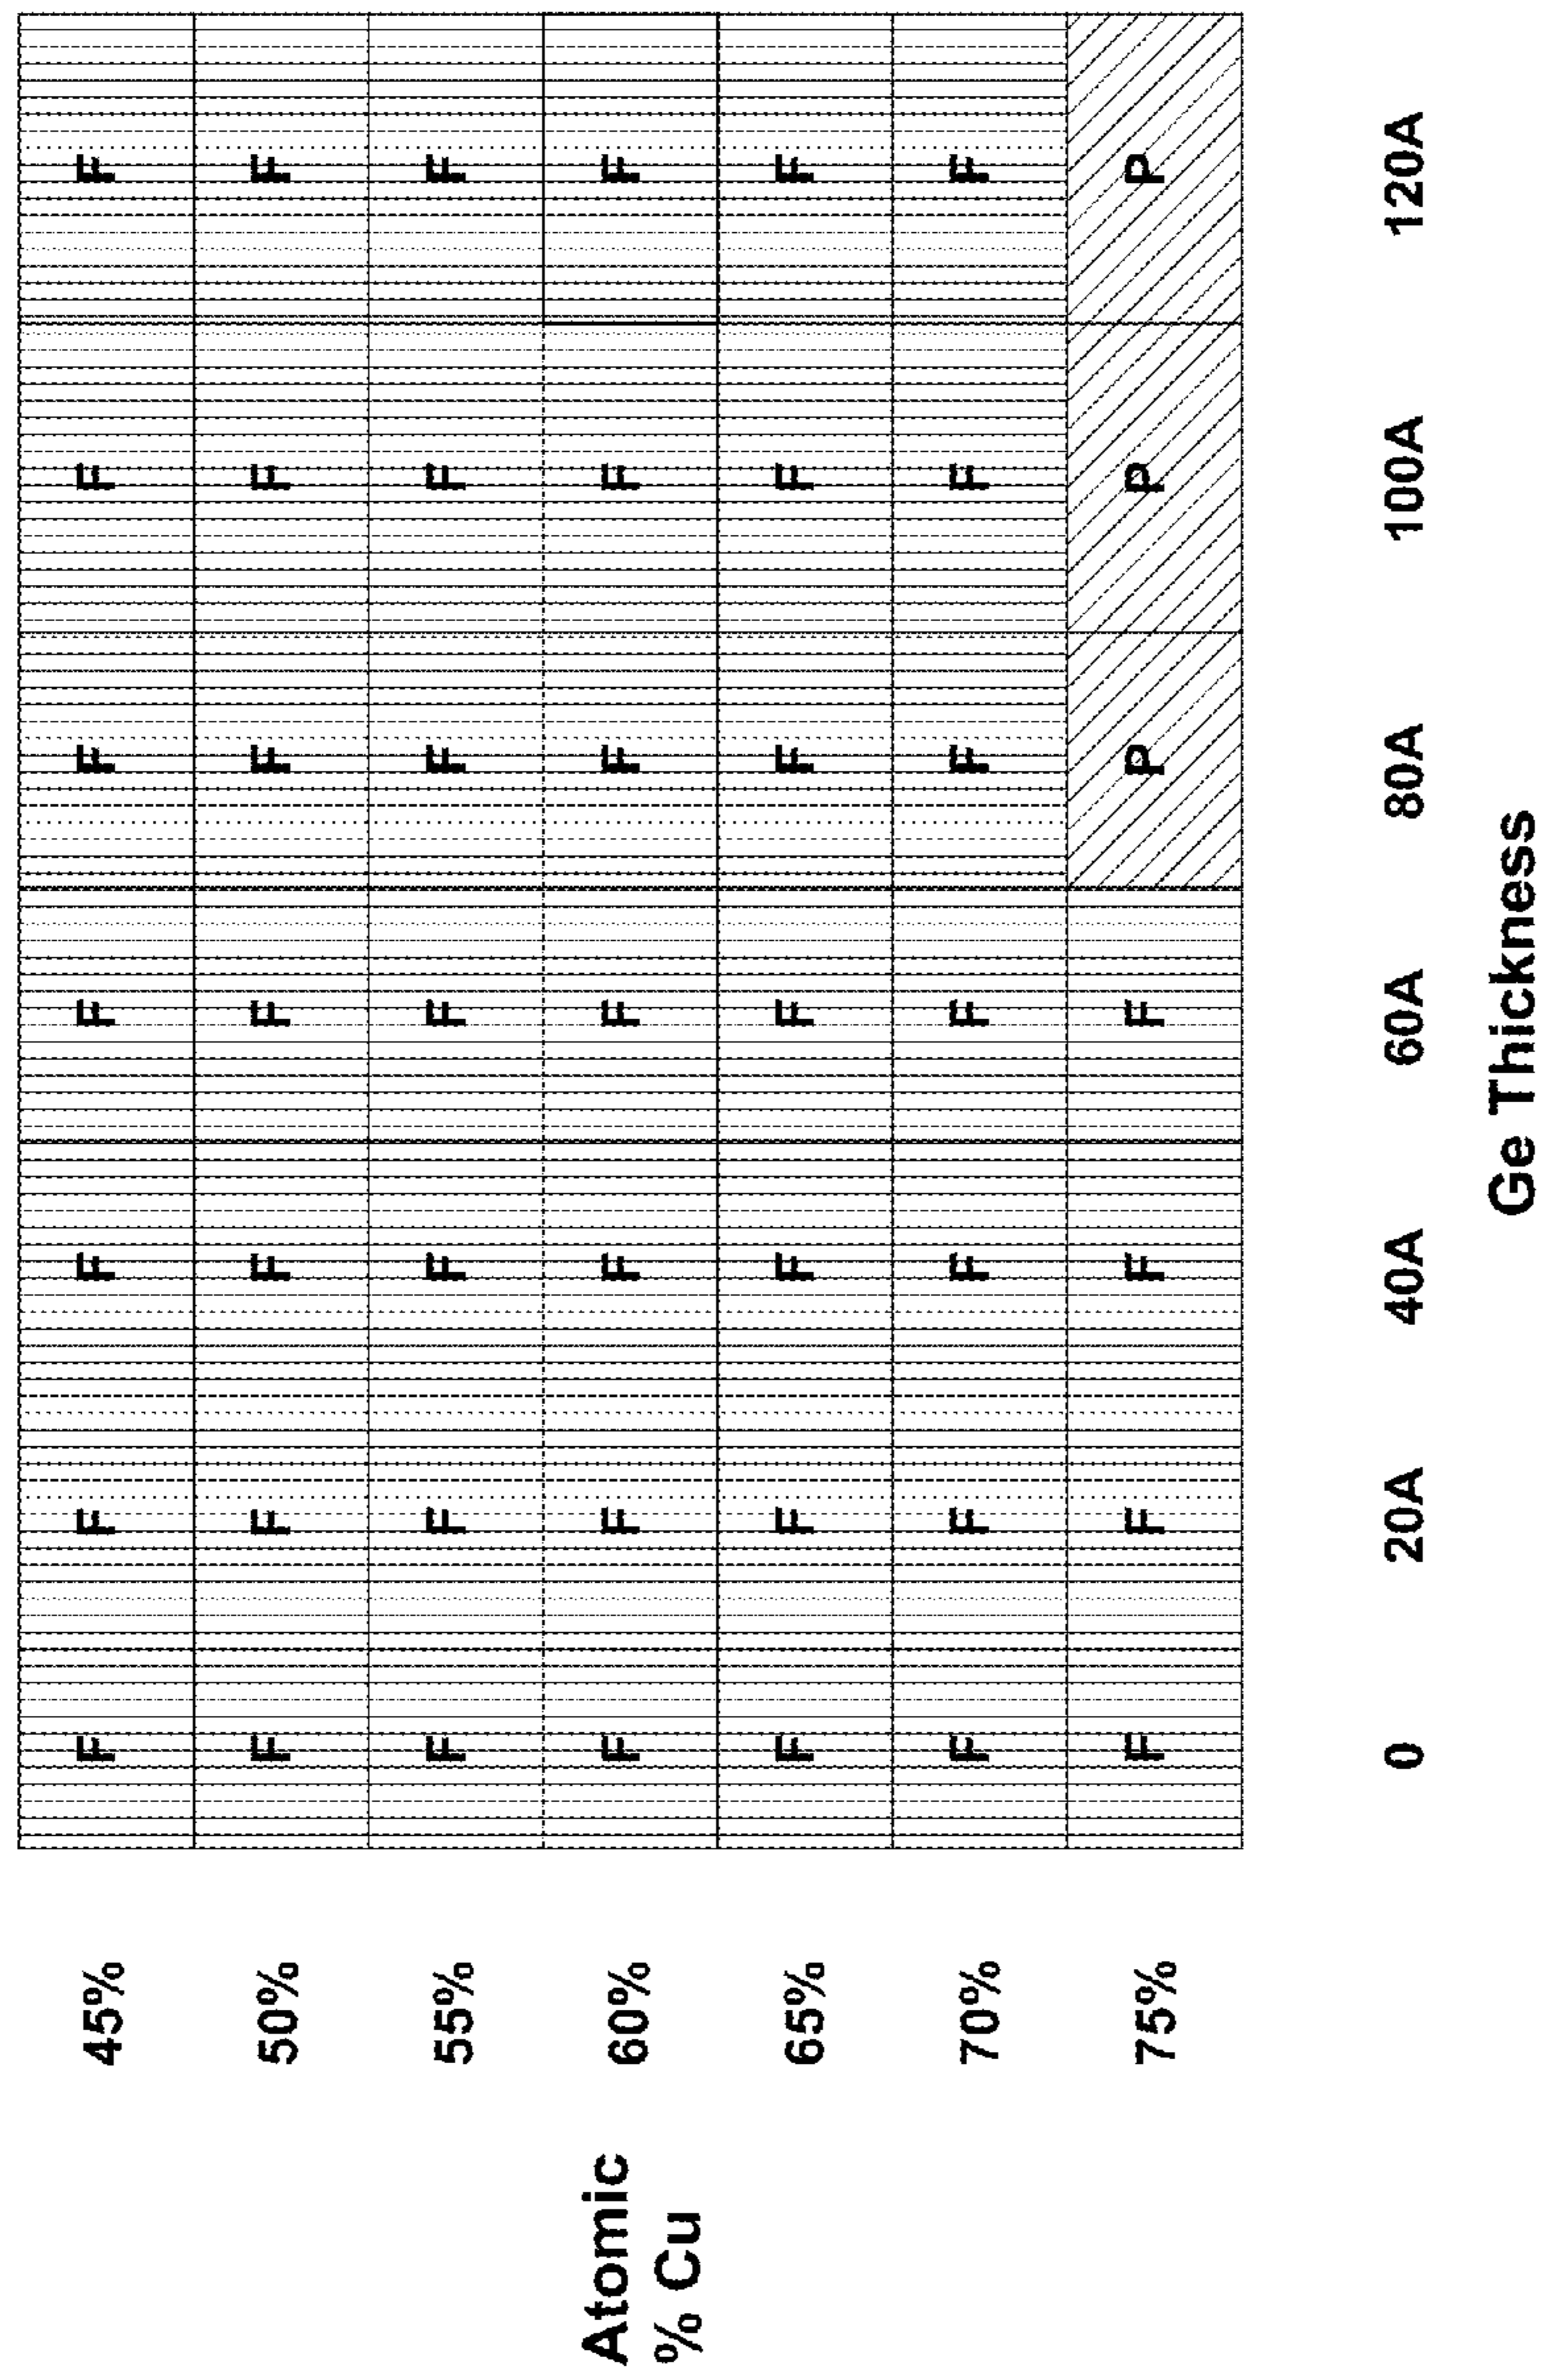 45% F F F F F F F
50% F F F F F F F
55% F F F F F F F
Atomic
% Cu
60% F F F F F F F
65% F F F F F F F
70% F F F F F F F
75% F F F F P P P
0 20A 40A 60A 80A 100A 120A
Ge Thickness